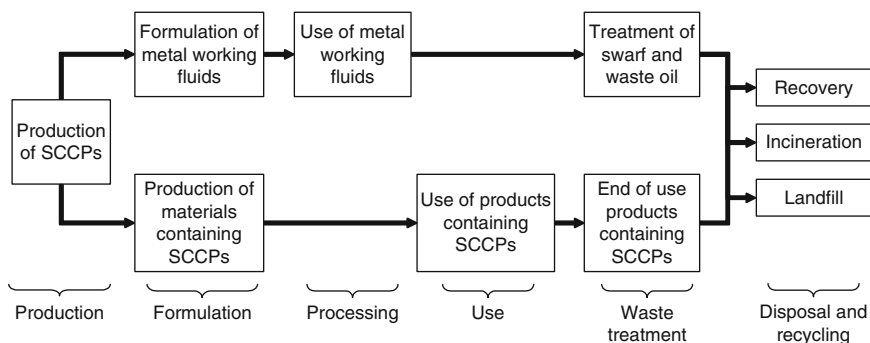 Formulation of
metal working
fluids
Use of metal
working
fluids
Treatment of
swarf and
waste oil
Recovery
Production
of SCCPs
Incineration
Production of
materials
containing
SCCPs
Use of products
containing
SCCPs
End of use
products
containing
SCCPs
Landfill
Production
Formulation
Processing
Use
Waste
treatment
Disposal and
recycling